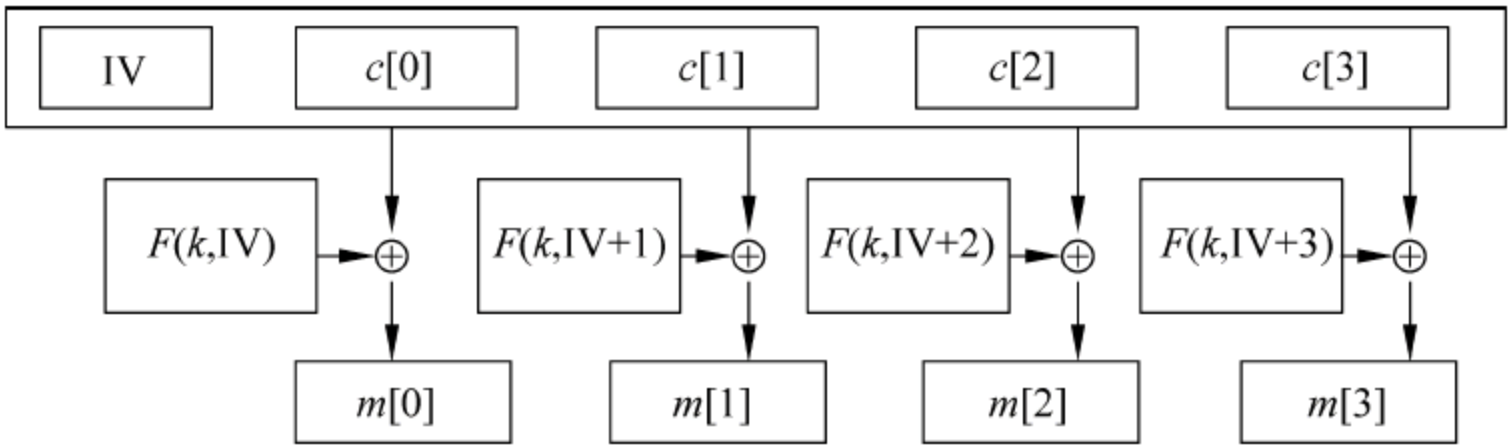 IV c[0] c[1] c[2] c[3]
F(k,IV) F(k,IV+1) F(k,IV+2) F(k,IV+3)
m[0] m[1] m[2] m[3]